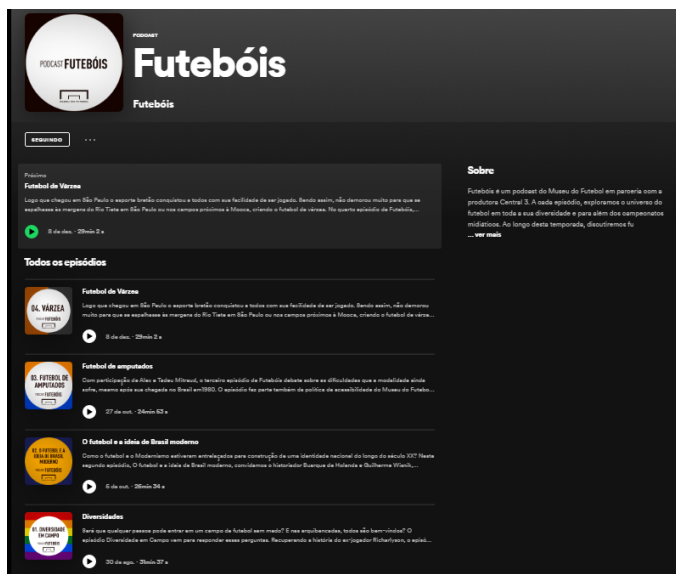 PODCAST FUTEBÓIS
PODCAST
Futebóis
Futebóis
SEGUINDO
...
Próximo
Futebol de Várzea
Logo que chegou em São Paulo o esporte bretão conquistou a todos com sua facilidade de ser jogado. Sendo assim, não demorou muito para que se
espalhasse às margens do Rio Tiete em São Paulo ou nos campos próximos à Mooca, criando o futebol de várzea. No quarto episódio de Futebóis,...
8 de dez. · 29min 2 s
Sobre
Futebóis é um podcast do Museu do Futebol em parceria com a
produtora Central 3. A cada episódio, exploramos o universo do
futebol em toda a sua diversidade e para além dos campeonatos
midiáticos. Ao longo desta temporada, discutiremos fu
... ver mais
Todos os episódios
04. VÁRZEA
PODCAST FUTEBÓIS
Futebol de Várzea
Logo que chegou em São Paulo o esporte bretão conquistou a todos com sua facilidade de ser jogado. Sendo assim, não demorou
muito para que se espalhasse às margens do Rio Tiete em São Paulo ou nos campos próximos à Mooca, criando o futebol de várze...
8 de dez. · 29min 2 s
03. FUTEBOL DE
AMPUTADOS
PODCAST FUTEBÓIS
Futebol de amputados
Com participação de Alec e Tadeu Mitraud, o terceiro episódio de Futebóis debate sobre as dificuldades que a modalidade ainda
sofre, mesmo após sua chegada no Brasil em1980. O episódio faz parte também da política de acessibilidade do Museu do Futebo...
27 de out. · 24min 53 s
02. O FUTEBOL E A
IDEIA DE BRASIL
MODERNO
PODCAST FUTEBÓIS
O futebol e a ideia de Brasil moderno
Como o futebol e o Modernismo estiveram entrelaçados para construção de uma identidade nacional do longo do século XX? Neste
segundo episódio, O futebol e a ideia de Brasil moderno, convidamos o historiador Buarque de Holanda e Guilherme Wisnik,...
6 de out. · 26min 34 s
01. DIVERSIDADE
EM CAMPO
PODCAST FUTEBÓIS
Diversidades
Será que qualquer pessoa pode entrar em um campo de futebol sem medo? E nas arquibancadas, todos são bem-vindos? O
episódio Diversidade em Campo vem para responder essas perguntas. Recuperando a história do ex-jogador Richarlyson, o episó...
30 de ago. · 31min 37 s